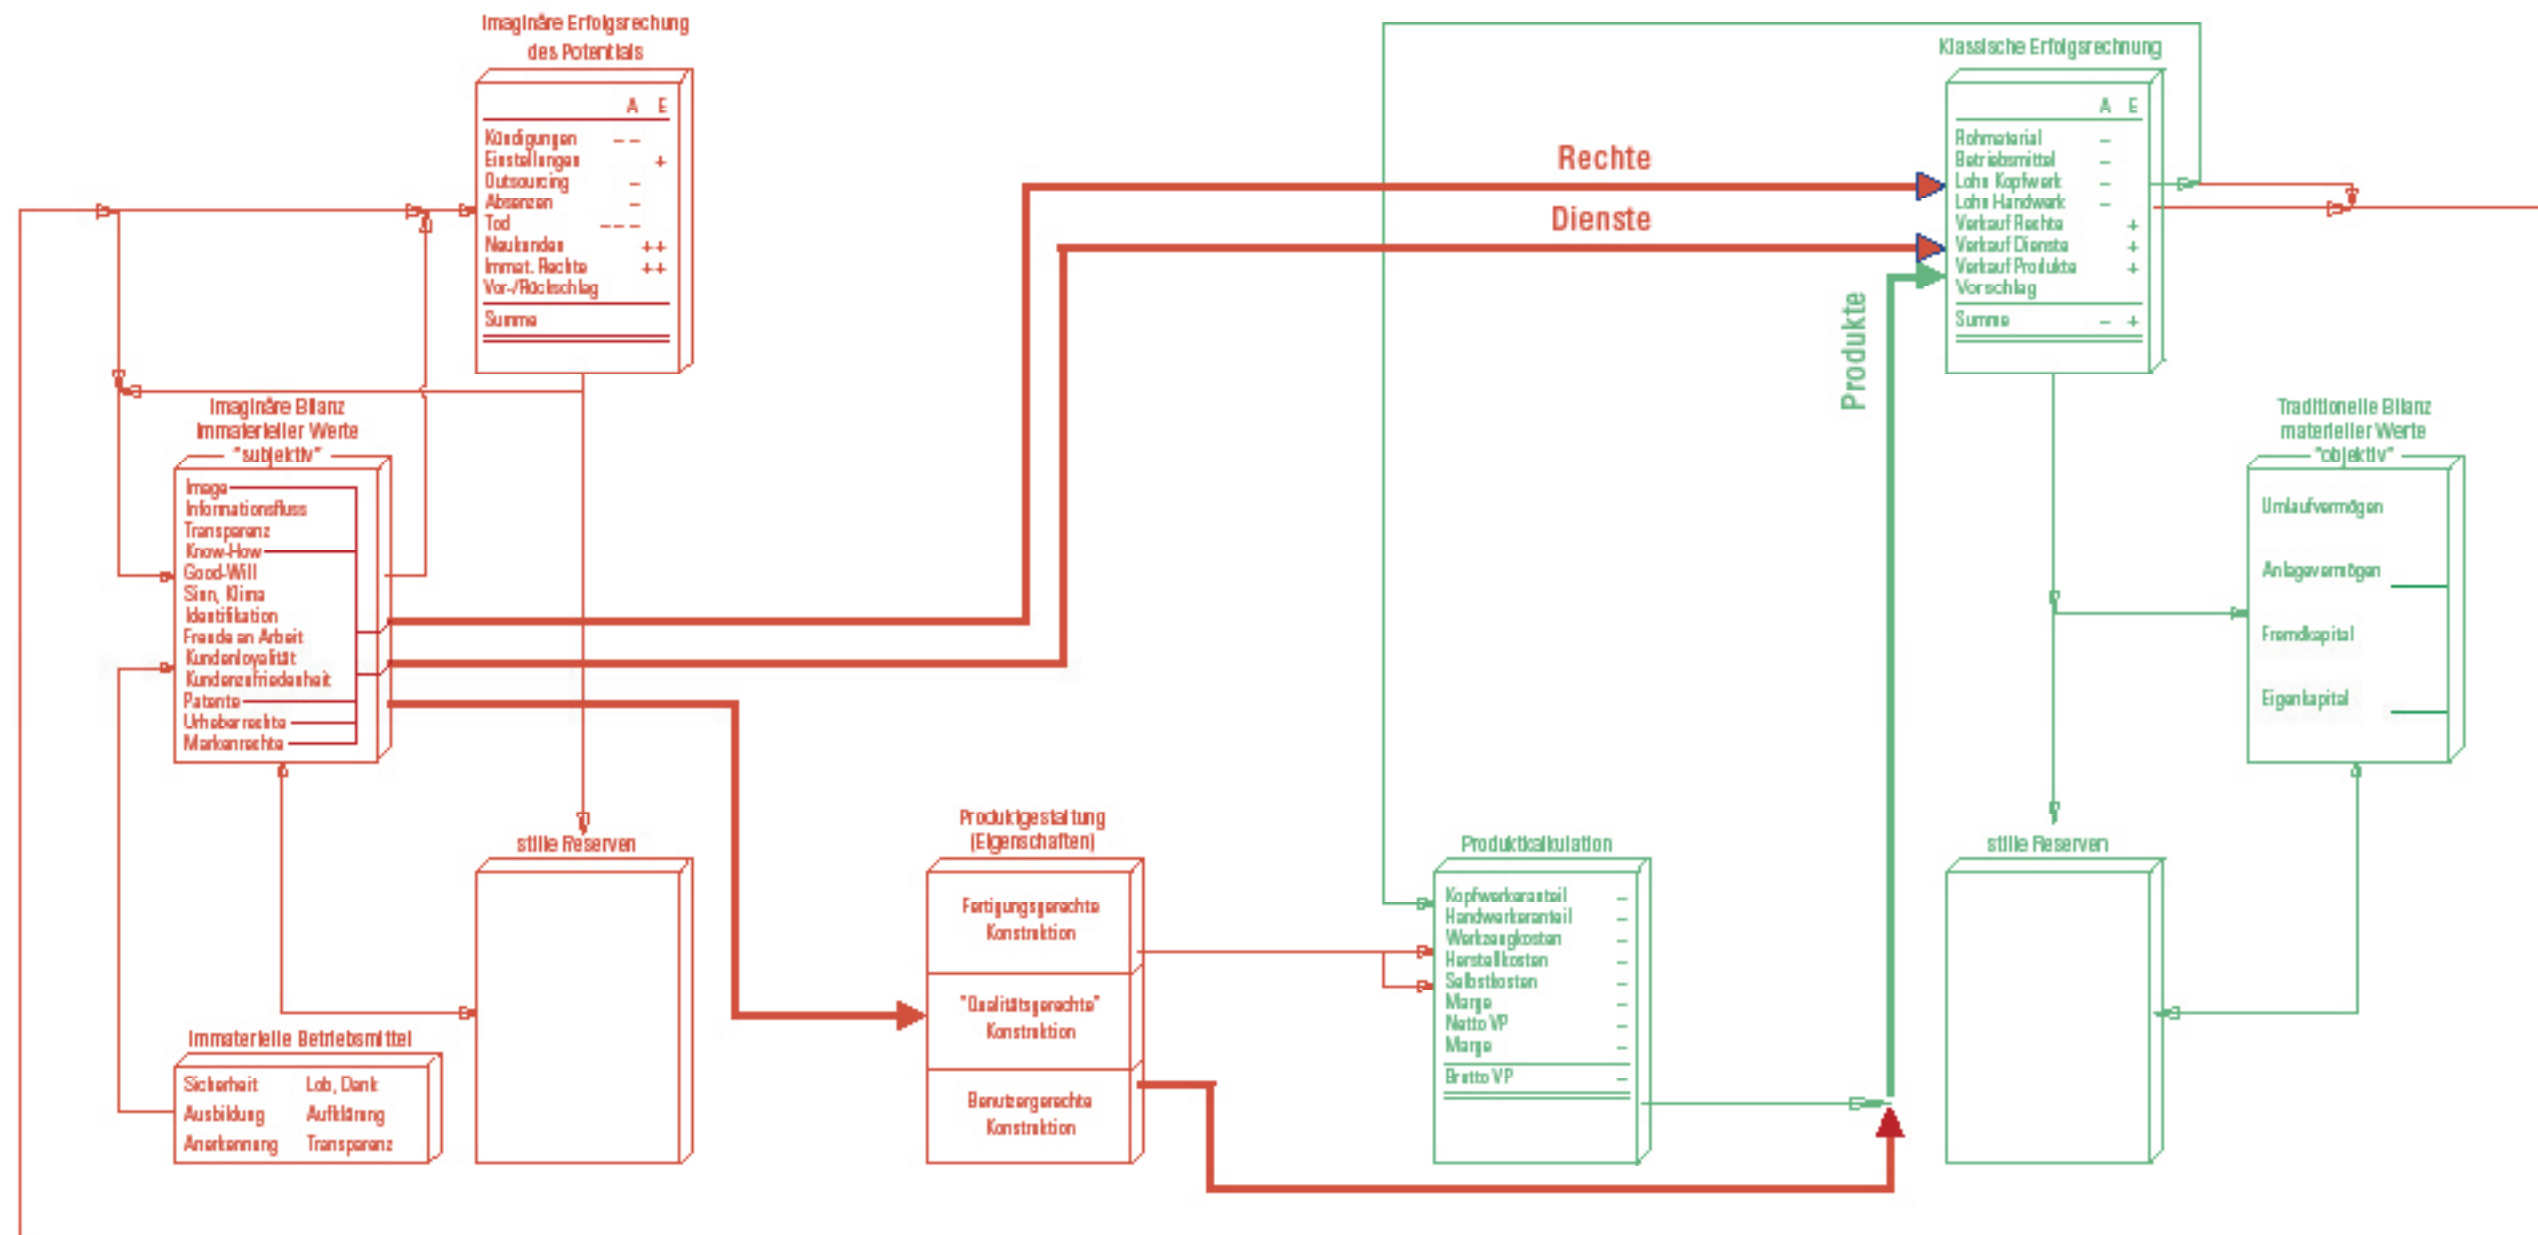 Imaginäre Erfolgsrechung
des Potentials
A E
Kündigungen – –
Einstellungen +
Outsourcing –
Absenzen –
Tod – – –
Neukunden ++
Immat. Rechte ++
Vor-/Rückschlag
Summe
Imaginäre Bilanz
Immaterieller Werte
"subjektiv"
Image
Informationsfluss
Transparenz
Know-How
Good-Will
Sinn, Klima
Identifikation
Freude an Arbeit
Kundenloyalität
Kundenzufriedenheit
Patente
Urheberrechte
Markenrechte
Immaterielle Betriebsmittel
Sicherheit Lob, Dank
Ausbildung Aufklärung
Anerkennung Transparenz
stille Reserven
Produktgestaltung
(Eigenschaften)
Fertigungsgerechte
Konstruktion
"Qualitätsgerechte"
Konstruktion
Benutzergerechte
Konstruktion
Rechte
Dienste
Produkte
Produktkalkulation
Kopfwerkeranteil –
Handwerkeranteil –
Werkzeugkosten –
Herstellkosten –
Selbstkosten –
Marge –
Netto VP –
Marge –
Brutto VP –
Klassische Erfolgsrechnung
A E
Rohmaterial –
Betriebsmittel –
Lohn Kopfwerk –
Lohn Handwerk –
Verkauf Rechte +
Verkauf Dienste +
Verkauf Produkte +
Vorschlag
Summe – +
Traditionelle Bilanz
materieller Werte
"objektiv"
Umlaufvermögen
Anlagevermögen
Fremdkapital
Eigenkapital
stille Reserven